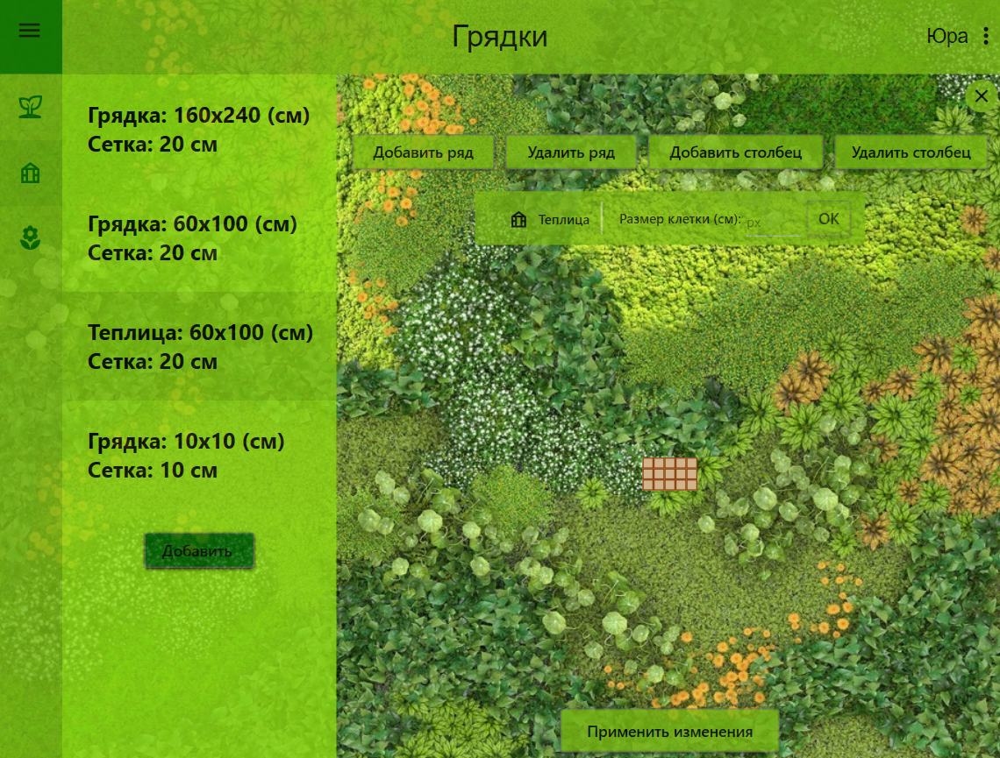 Грядки
Юра
Грядка: 160x240 (см)
Сетка: 20 см
Грядка: 60x100 (см)
Сетка: 20 см
Теплица: 60x100 (см)
Сетка: 20 см
Грядка: 10x10 (см)
Сетка: 10 см
Добавить
Добавить ряд
Удалить ряд
Добавить столбец
Удалить столбец
Теплица
Размер клетки (см): px
OK
Применить изменения